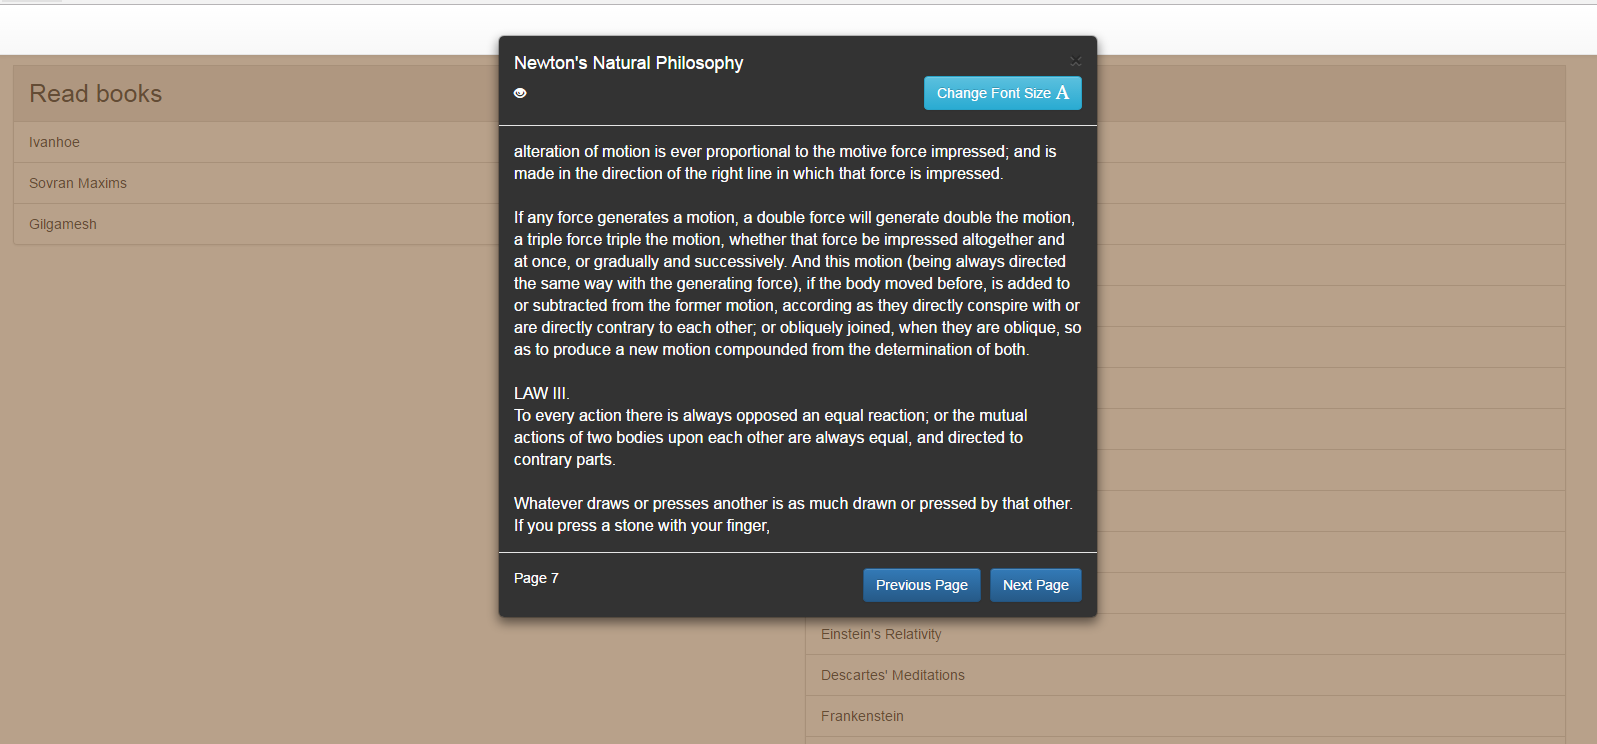 Newton's Natural Philosophy
×
Change Font Size A
alteration of motion is ever proportional to the motive force impressed; and is
made in the direction of the right line in which that force is impressed.
If any force generates a motion, a double force will generate double the motion,
a triple force triple the motion, whether that force be impressed altogether and
at once, or gradually and successively. And this motion (being always directed
the same way with the generating force), if the body moved before, is added to
or subtracted from the former motion, according as they directly conspire with or
are directly contrary to each other; or obliquely joined, when they are oblique, so
as to produce a new motion compounded from the determination of both.
LAW III.
To every action there is always opposed an equal reaction; or the mutual
actions of two bodies upon each other are always equal, and directed to
contrary parts.
Whatever draws or presses another is as much drawn or pressed by that other.
If you press a stone with your finger,
Page 7
Previous Page
Next Page
Read books
Ivanhoe
Sovran Maxims
Gilgamesh
Einstein's Relativity
Descartes' Meditations
Frankenstein